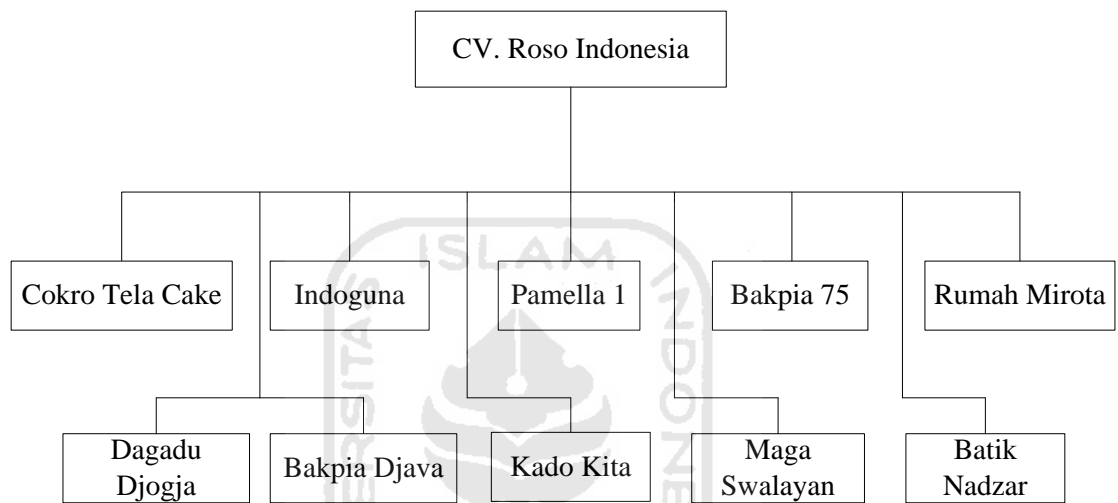 CV. Roso Indonesia
Cokro Tela Cake
Indoguna
Pamella 1
Bakpia 75
Rumah Mirota
Dagadu
Djogja
Bakpia Djava
Kado Kita
Maga
Swalayan
Batik
Nadzar
ISLAM